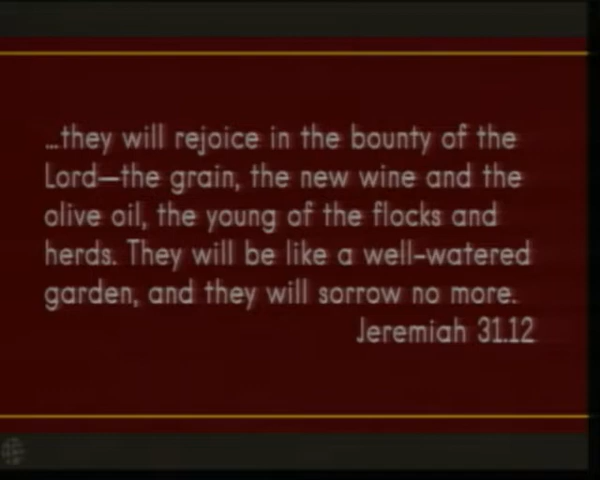 ...they will rejoice in the bounty of the
Lord—the grain, the new wine and the
olive oil, the young of the flocks and
herds. They will be like a well-watered
garden, and they will sorrow no more.
Jeremiah 31.12